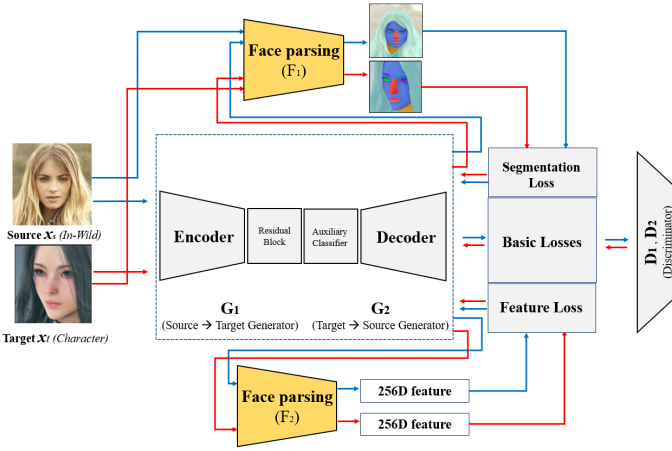 Face parsing
(F₁)
Segmentation
Loss
Encoder
Residual
Block
Auxiliary
Classifier
Decoder
Basic Losses
D₁, D₂
(Discriminator)
Source Xₛ (In-Wild)
G₁
(Source → Target Generator)
G₂
(Target → Source Generator)
Feature Loss
Target Xₜ (Character)
Face parsing
(F₂)
256D feature
256D feature